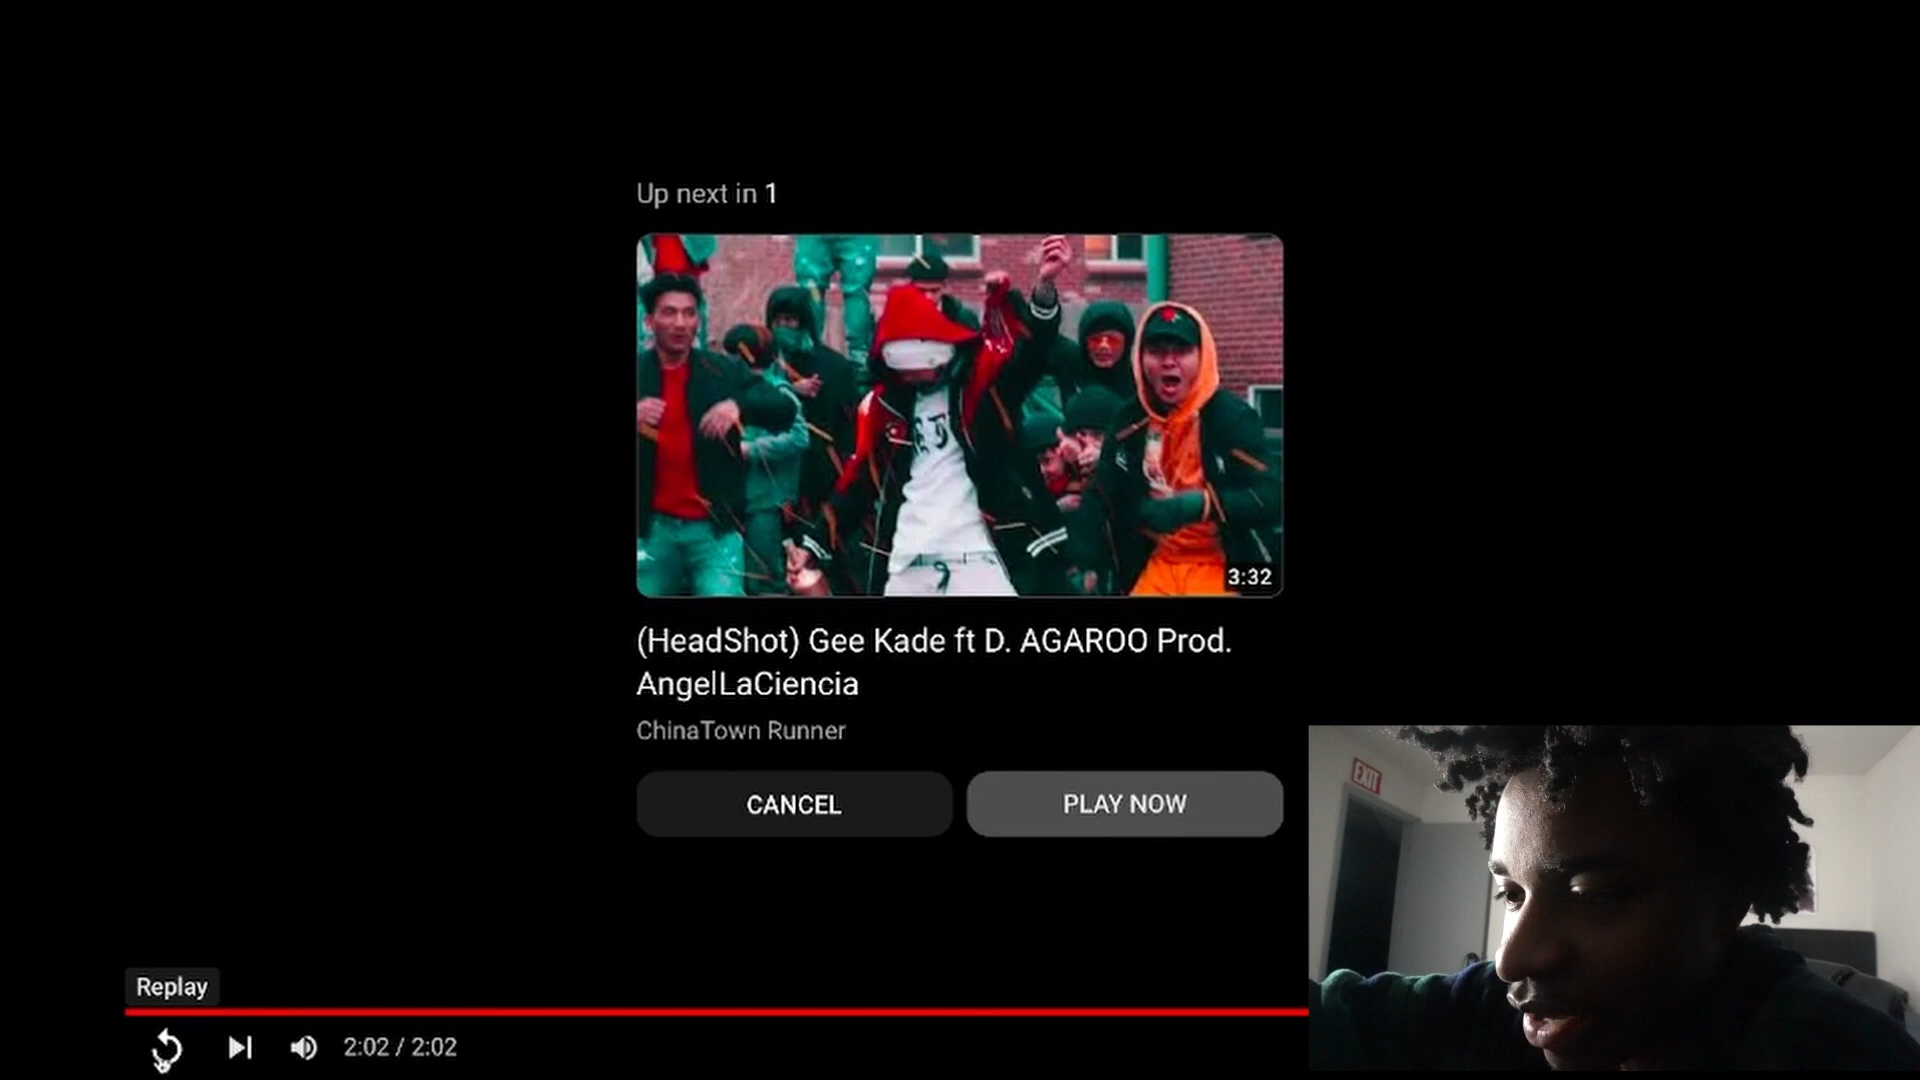 Up next in 1
3:32
(HeadShot) Gee Kade ft D. AGAROO Prod.
AngelLaCiencia
ChinaTown Runner
CANCEL
PLAY NOW
EXIT
Replay
2:02 / 2:02